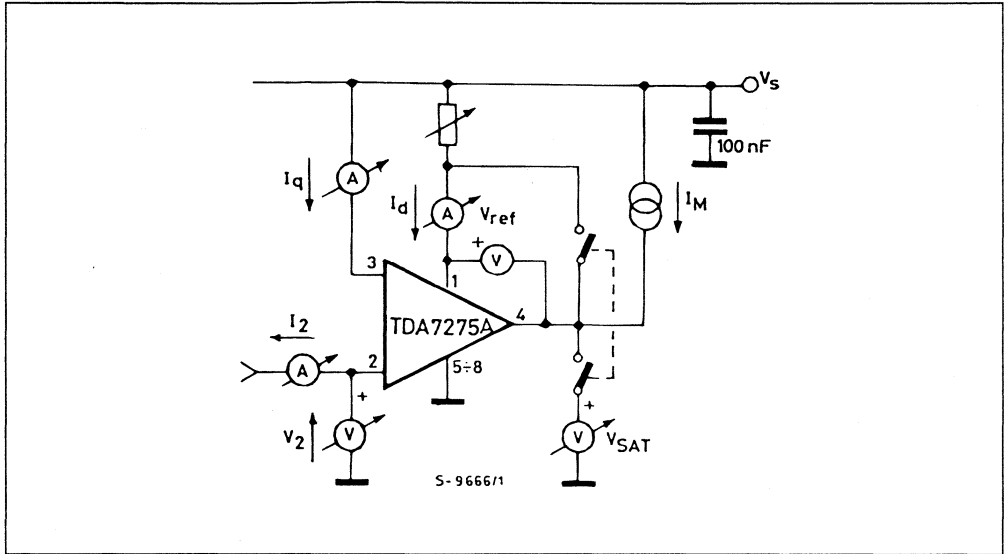 Vs
100 nF
Iq
A
Id
A
Vref
IM
+
V
3
1
TDA7275A
4
I2
A
2
5÷8
+
V2
V
+
V
VSAT
S-9666/1